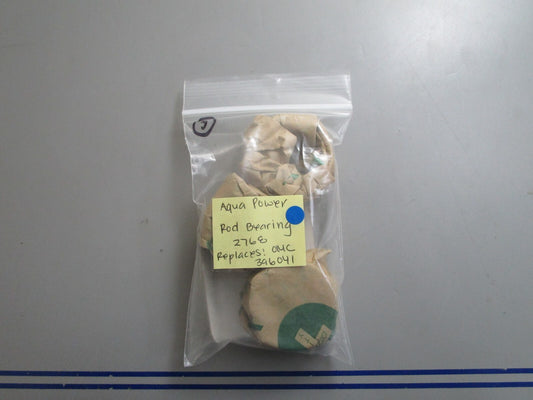 J
Aqua Power
Rod Bearing
2768
Replaces: OMC
396041